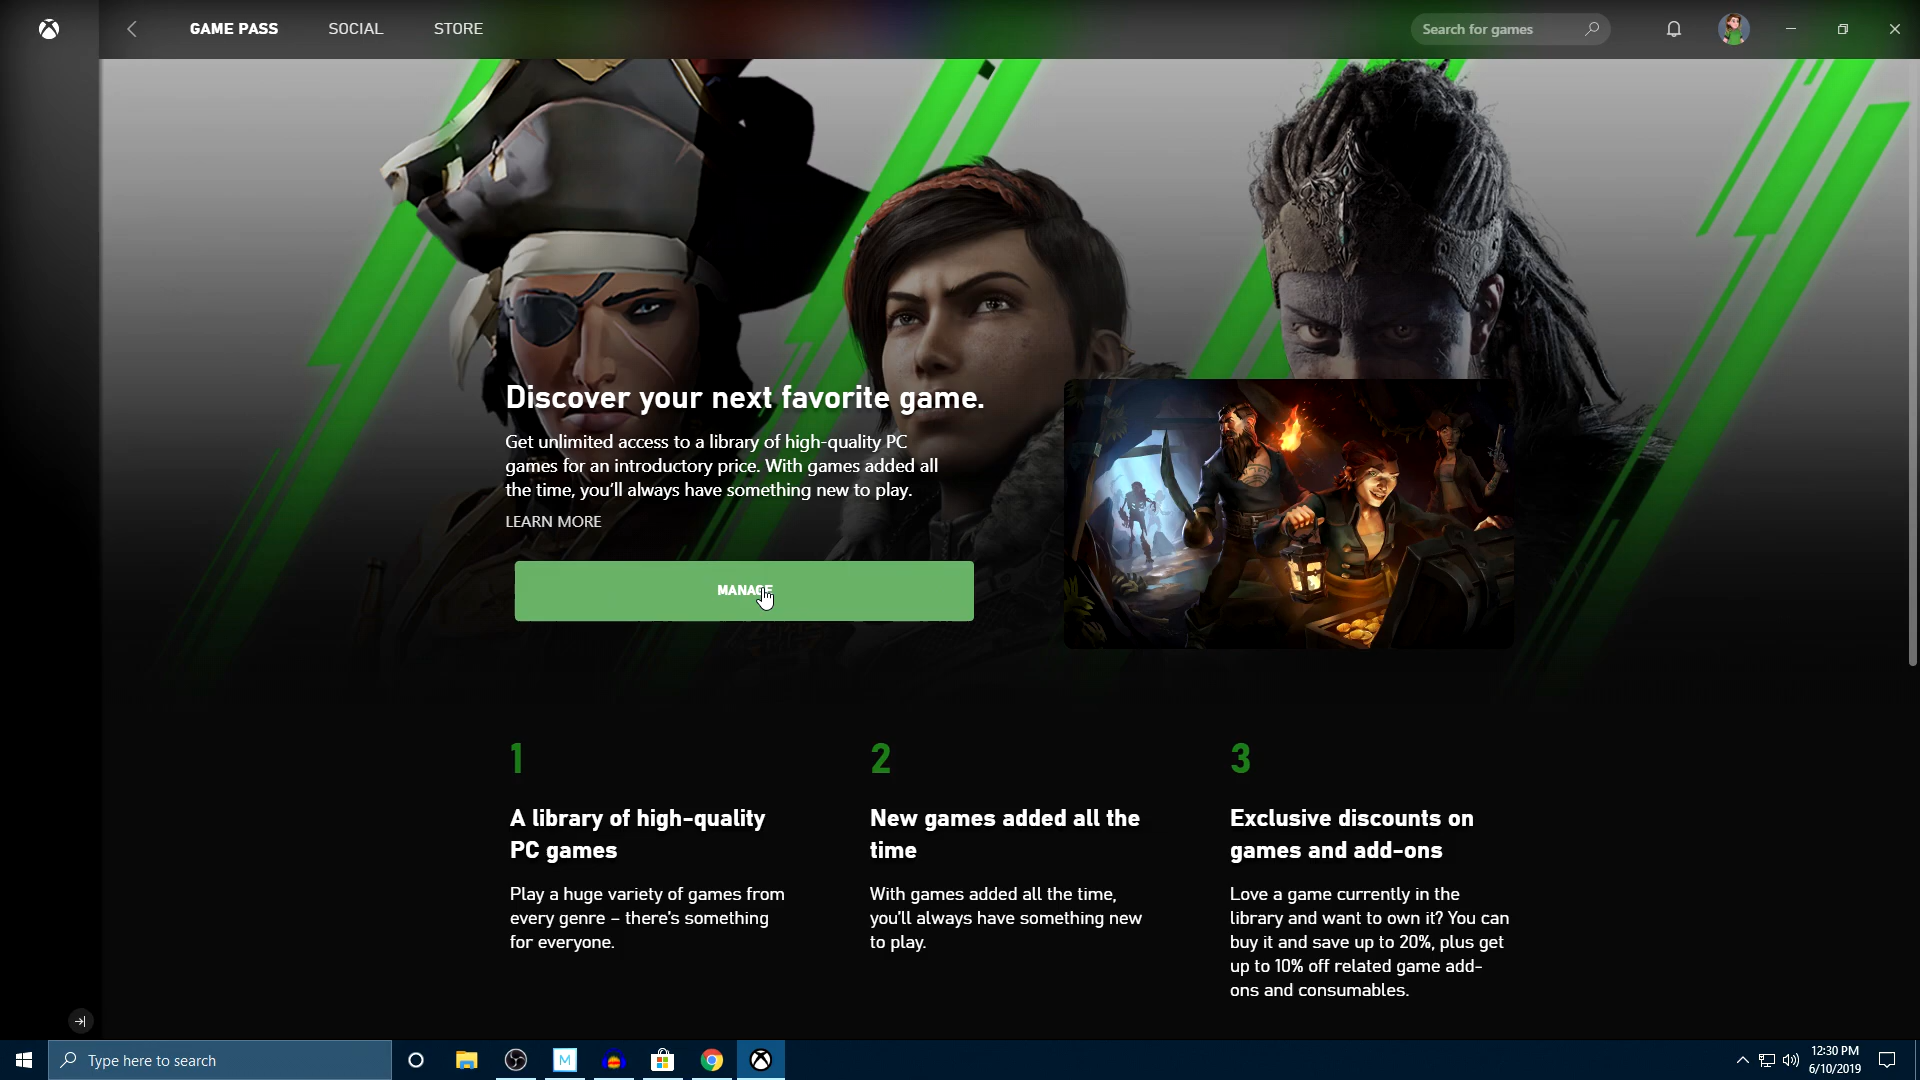 GAME PASS
SOCIAL
STORE
Search for games
Discover your next favorite game.
Get unlimited access to a library of high-quality PC
games for an introductory price. With games added all
the time, you'll always have something new to play.
LEARN MORE
MANAGE
1
A library of high-quality
PC games
Play a huge variety of games from
every genre – there's something
for everyone.
2
New games added all the
time
With games added all the time,
you'll always have something new
to play.
3
Exclusive discounts on
games and add-ons
Love a game currently in the
library and want to own it? You can
buy it and save up to 20%, plus get
up to 10% off related game add-
ons and consumables.
Type here to search
M
12:30 PM
6/10/2019